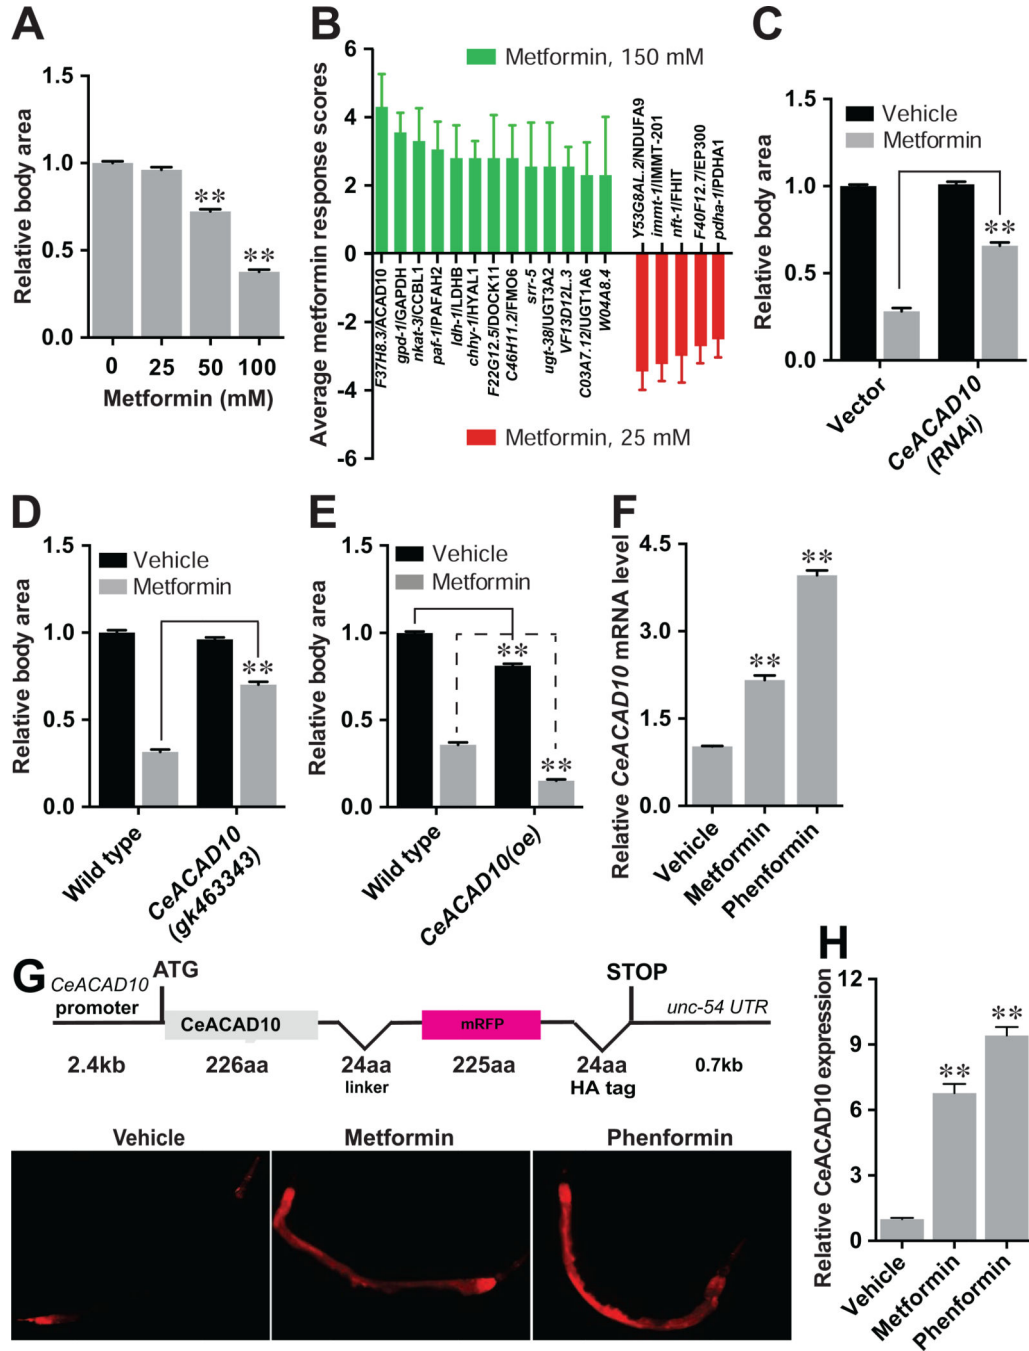 A
Relative body area
1.5
1.0
0.5
0.0
**
**
0 25 50 100
Metformin (mM)
B
Average metformin response scores
6
4
2
0
-2
-4
-6
Metformin, 150 mM
F37H8.3/ACAD10
gpd-1/GAPDH
nkat-3/CCBL1
paf-1/PAFAH2
ldh-1/LDHB
chhy-1/HYAL1
F22G12.5/DOCK11
C46H11.2/FMO6
srr-5
ugt-38/UGT3A2
VF13D12L.3
C03A7.12/UGT1A6
W04A8.4
Y53G8AL.2/NDUFA9
immt-1/IMMT-201
nft-1/FHIT
F40F12.7/EP300
pdha-1/PDHA1
Metformin, 25 mM
C
Relative body area
1.5
1.0
0.5
0.0
Vehicle
Metformin
**
Vector
CeACAD10
(RNAi)
D
Relative body area
1.5
1.0
0.5
0.0
Vehicle
Metformin
**
Wild type
CeACAD10
(gk463343)
E
Relative body area
1.5
1.0
0.5
0.0
Vehicle
Metformin
**
**
Wild type
CeACAD10(oe)
F
Relative CeACAD10 mRNA level
4.5
3.0
1.5
0.0
**
**
Vehicle
Metformin
Phenformin
G
CeACAD10
promoter
ATG
STOP
unc-54 UTR
CeACAD10
mRFP
2.4kb 226aa 24aa 225aa 24aa 0.7kb
linker HA tag
Vehicle Metformin Phenformin
H
Relative CeACAD10 expression
12
9
6
3
0
**
**
Vehicle
Metformin
Phenformin